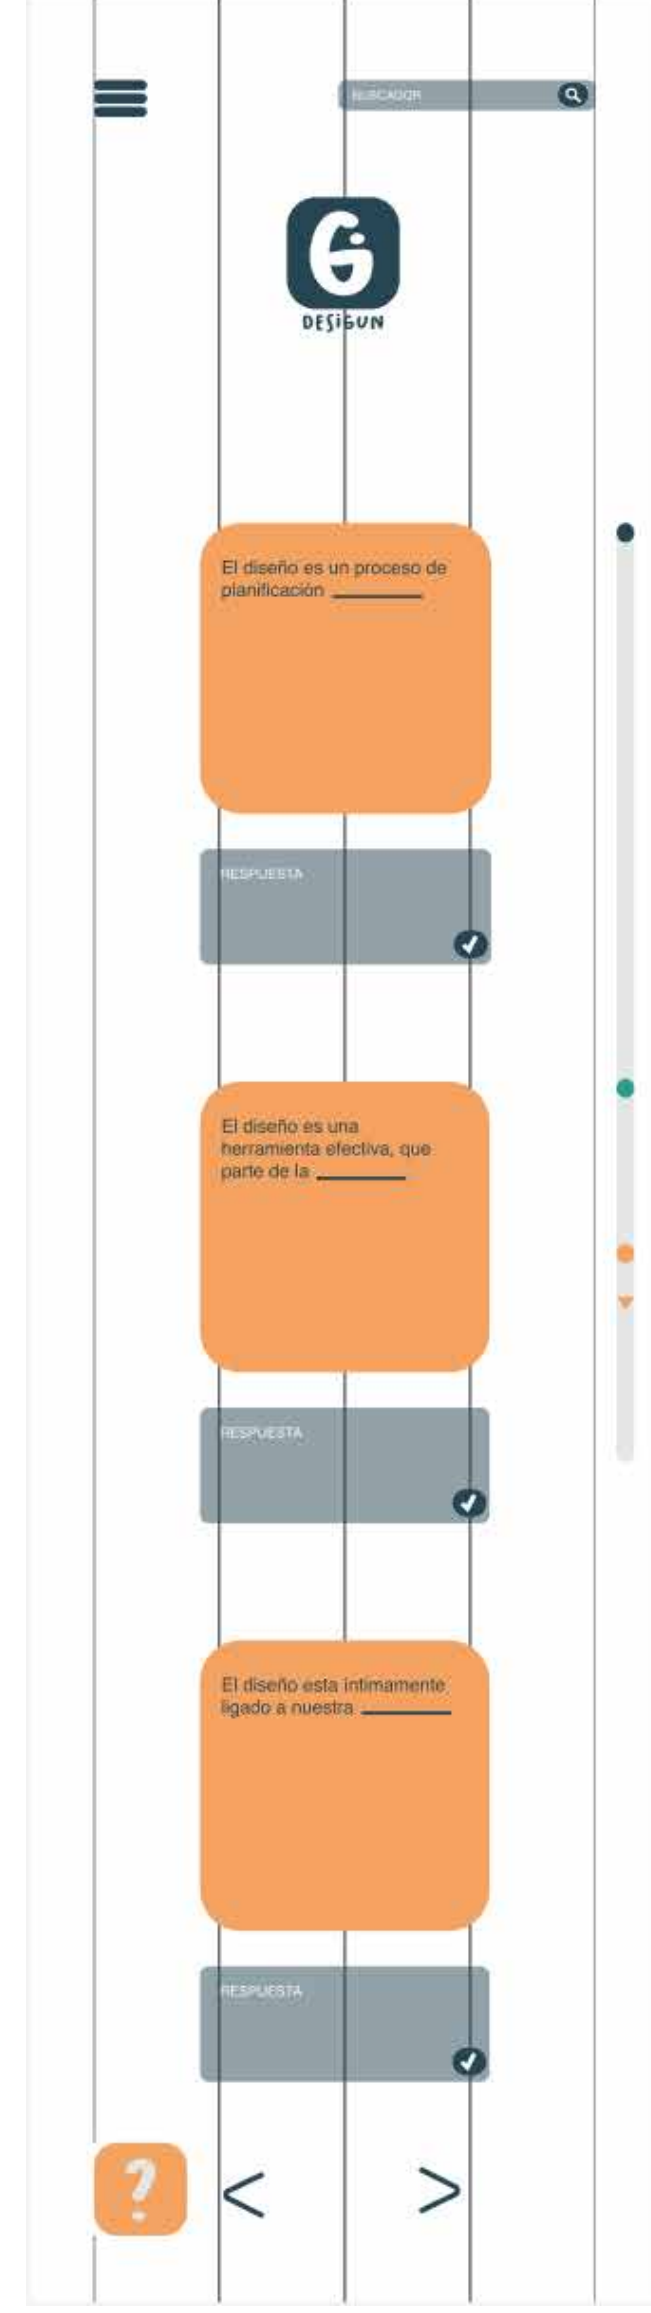 BUSCADOR
DESiGUN
El diseño es un proceso de
planificación
RESPUESTA
El diseño es una
herramienta efectiva, que
parte de la
RESPUESTA
El diseño esta intimamente
ligado a nuestra
RESPUESTA
?
< >